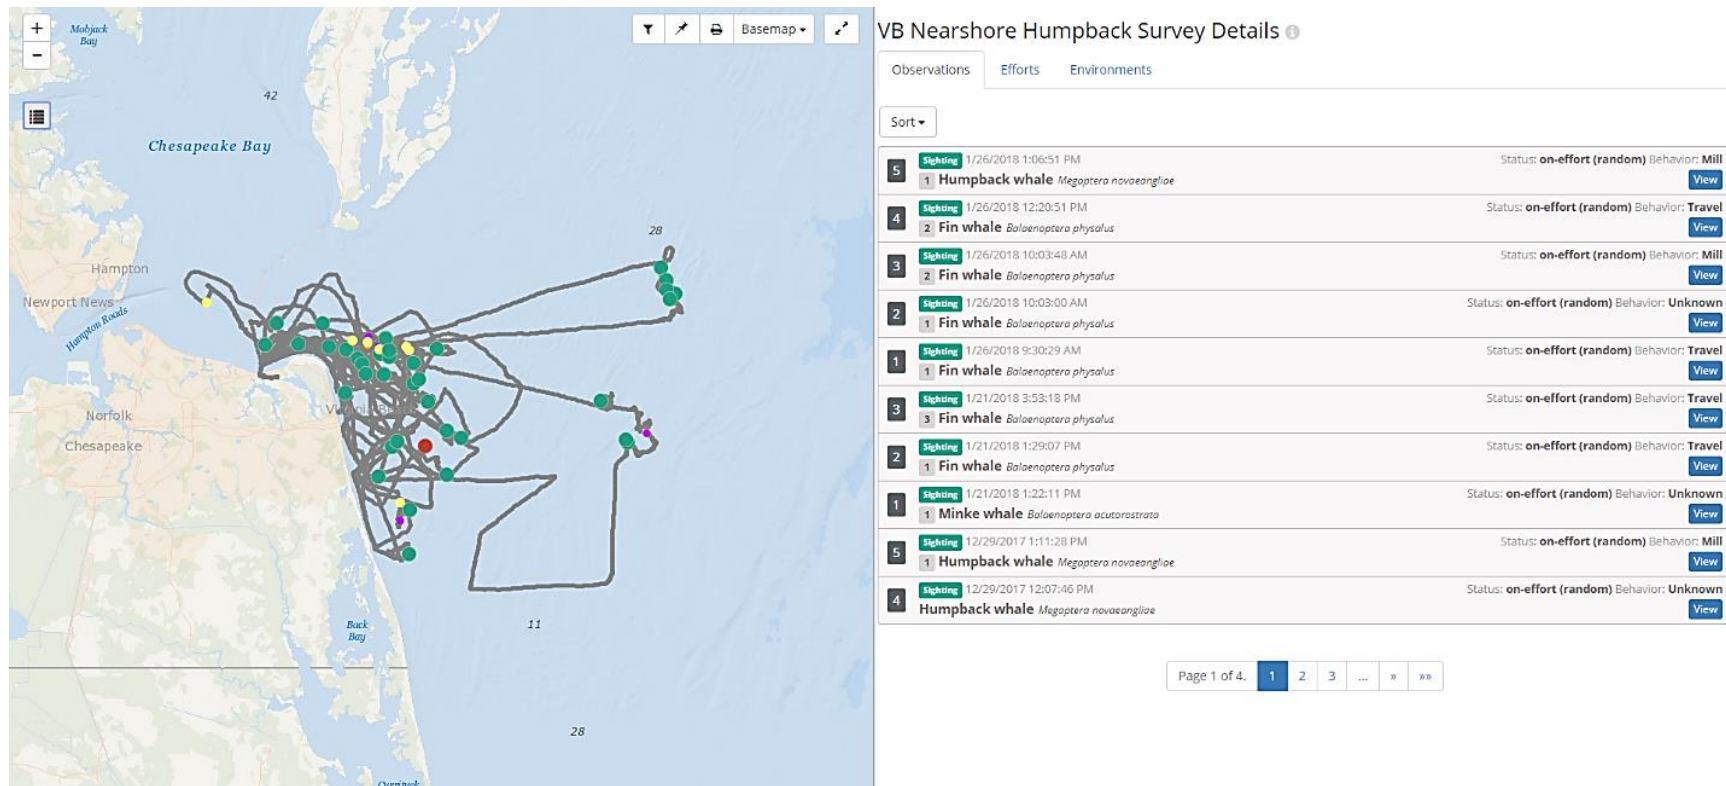 +
−
Mobjack
Bay
Basemap
42
Chesapeake Bay
28
Hampton
Newport News
Hampton Roads
Norfolk
Chesapeake
Back
Bay
11
28
VB Nearshore Humpback Survey Details
Observations Efforts Environments
Sort
5 Sighting 1/26/2018 1:06:51 PM Status: on-effort (random) Behavior: Mill
1 Humpback whale Megaptera novaeangliae View
4 Sighting 1/26/2018 12:20:51 PM Status: on-effort (random) Behavior: Travel
2 Fin whale Balaenoptera physalus View
3 Sighting 1/26/2018 10:03:48 AM Status: on-effort (random) Behavior: Mill
2 Fin whale Balaenoptera physalus View
2 Sighting 1/26/2018 10:03:00 AM Status: on-effort (random) Behavior: Unknown
1 Fin whale Balaenoptera physalus View
1 Sighting 1/26/2018 9:30:29 AM Status: on-effort (random) Behavior: Travel
1 Fin whale Balaenoptera physalus View
3 Sighting 1/21/2018 3:53:18 PM Status: on-effort (random) Behavior: Travel
3 Fin whale Balaenoptera physalus View
2 Sighting 1/21/2018 1:29:07 PM Status: on-effort (random) Behavior: Travel
1 Fin whale Balaenoptera physalus View
1 Sighting 1/21/2018 1:22:11 PM Status: on-effort (random) Behavior: Unknown
1 Minke whale Balaenoptera acutorostrata View
5 Sighting 12/29/2017 1:11:28 PM Status: on-effort (random) Behavior: Mill
1 Humpback whale Megaptera novaeangliae View
4 Sighting 12/29/2017 12:07:46 PM Status: on-effort (random) Behavior: Unknown
Humpback whale Megaptera novaeangliae View
Page 1 of 4. 1 2 3 ... » »»